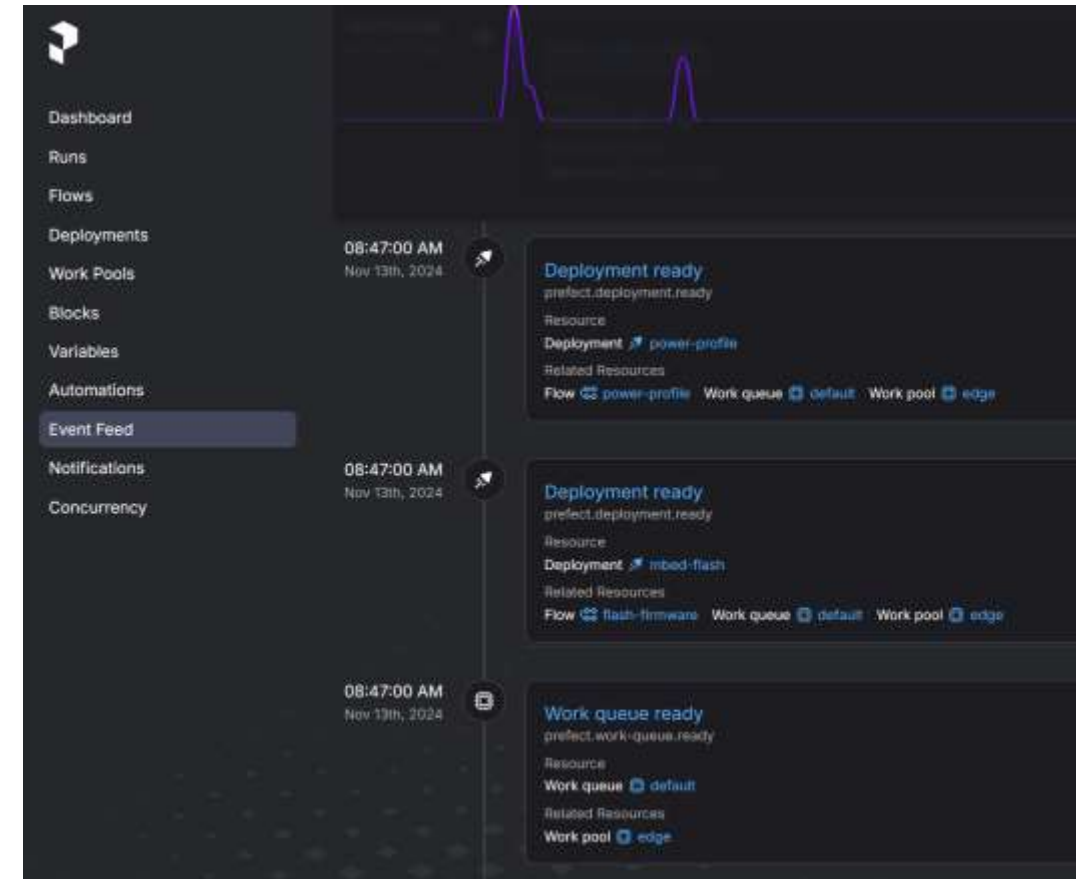 Dashboard
Runs
Flows
Deployments
Work Pools
Blocks
Variables
Automations
Event Feed
Notifications
Concurrency
08:47:00 AM
Nov 13th, 2024
Deployment ready
prefect.deployment.ready
Resource
Deployment power-profile
Related Resources
Flow power-profile Work queue default Work pool edge
08:47:00 AM
Nov 13th, 2024
Deployment ready
prefect.deployment.ready
Resource
Deployment mbed-flash
Related Resources
Flow flash-firmware Work queue default Work pool edge
08:47:00 AM
Nov 13th, 2024
Work queue ready
prefect.work-queue.ready
Resource
Work queue default
Related Resources
Work pool edge